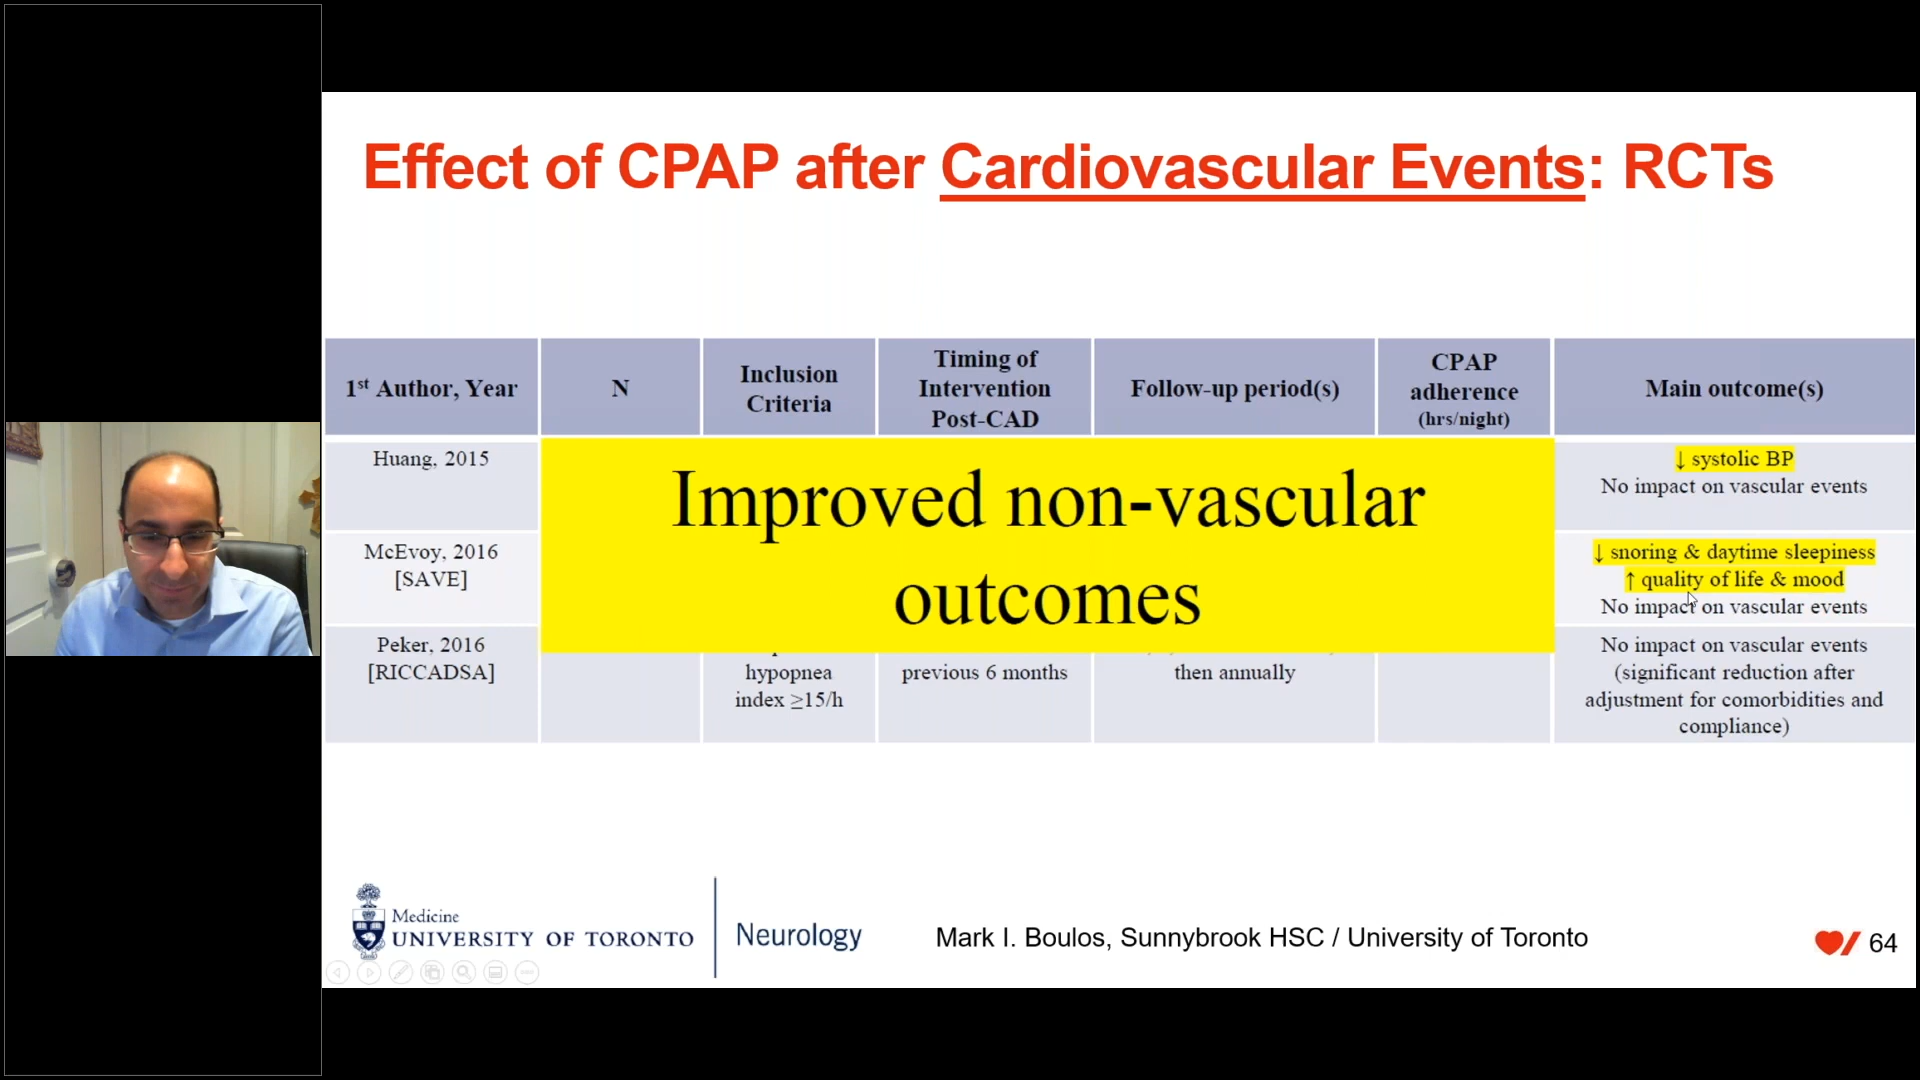 Effect of CPAP after Cardiovascular Events: RCTs
1st Author, Year
N
Inclusion
Criteria
Timing of
Intervention
Post-CAD
Follow-up period(s)
CPAP
adherence
(hrs/night)
Main outcome(s)
Huang, 2015
↓ systolic BP
No impact on vascular events
Improved non-vascular
outcomes
McEvoy, 2016
[SAVE]
↓ snoring & daytime sleepiness
↑ quality of life & mood
No impact on vascular events
Peker, 2016
[RICCADSA]
hypopnea
index ≥15/h
previous 6 months
then annually
No impact on vascular events
(significant reduction after
adjustment for comorbidities and
compliance)
Medicine
UNIVERSITY OF TORONTO
Neurology
Mark I. Boulos, Sunnybrook HSC / University of Toronto
64